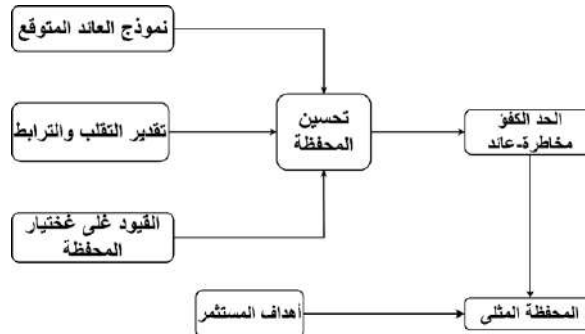 نموذج العائد المتوقع
تقدير التقلب والترابط
القيود غلى غختيار
المحفظة
تحسين
المحفظة
الحد الكفؤ
مخاطرة-عائد
أهداف المستثمر
المحفظة المثلى